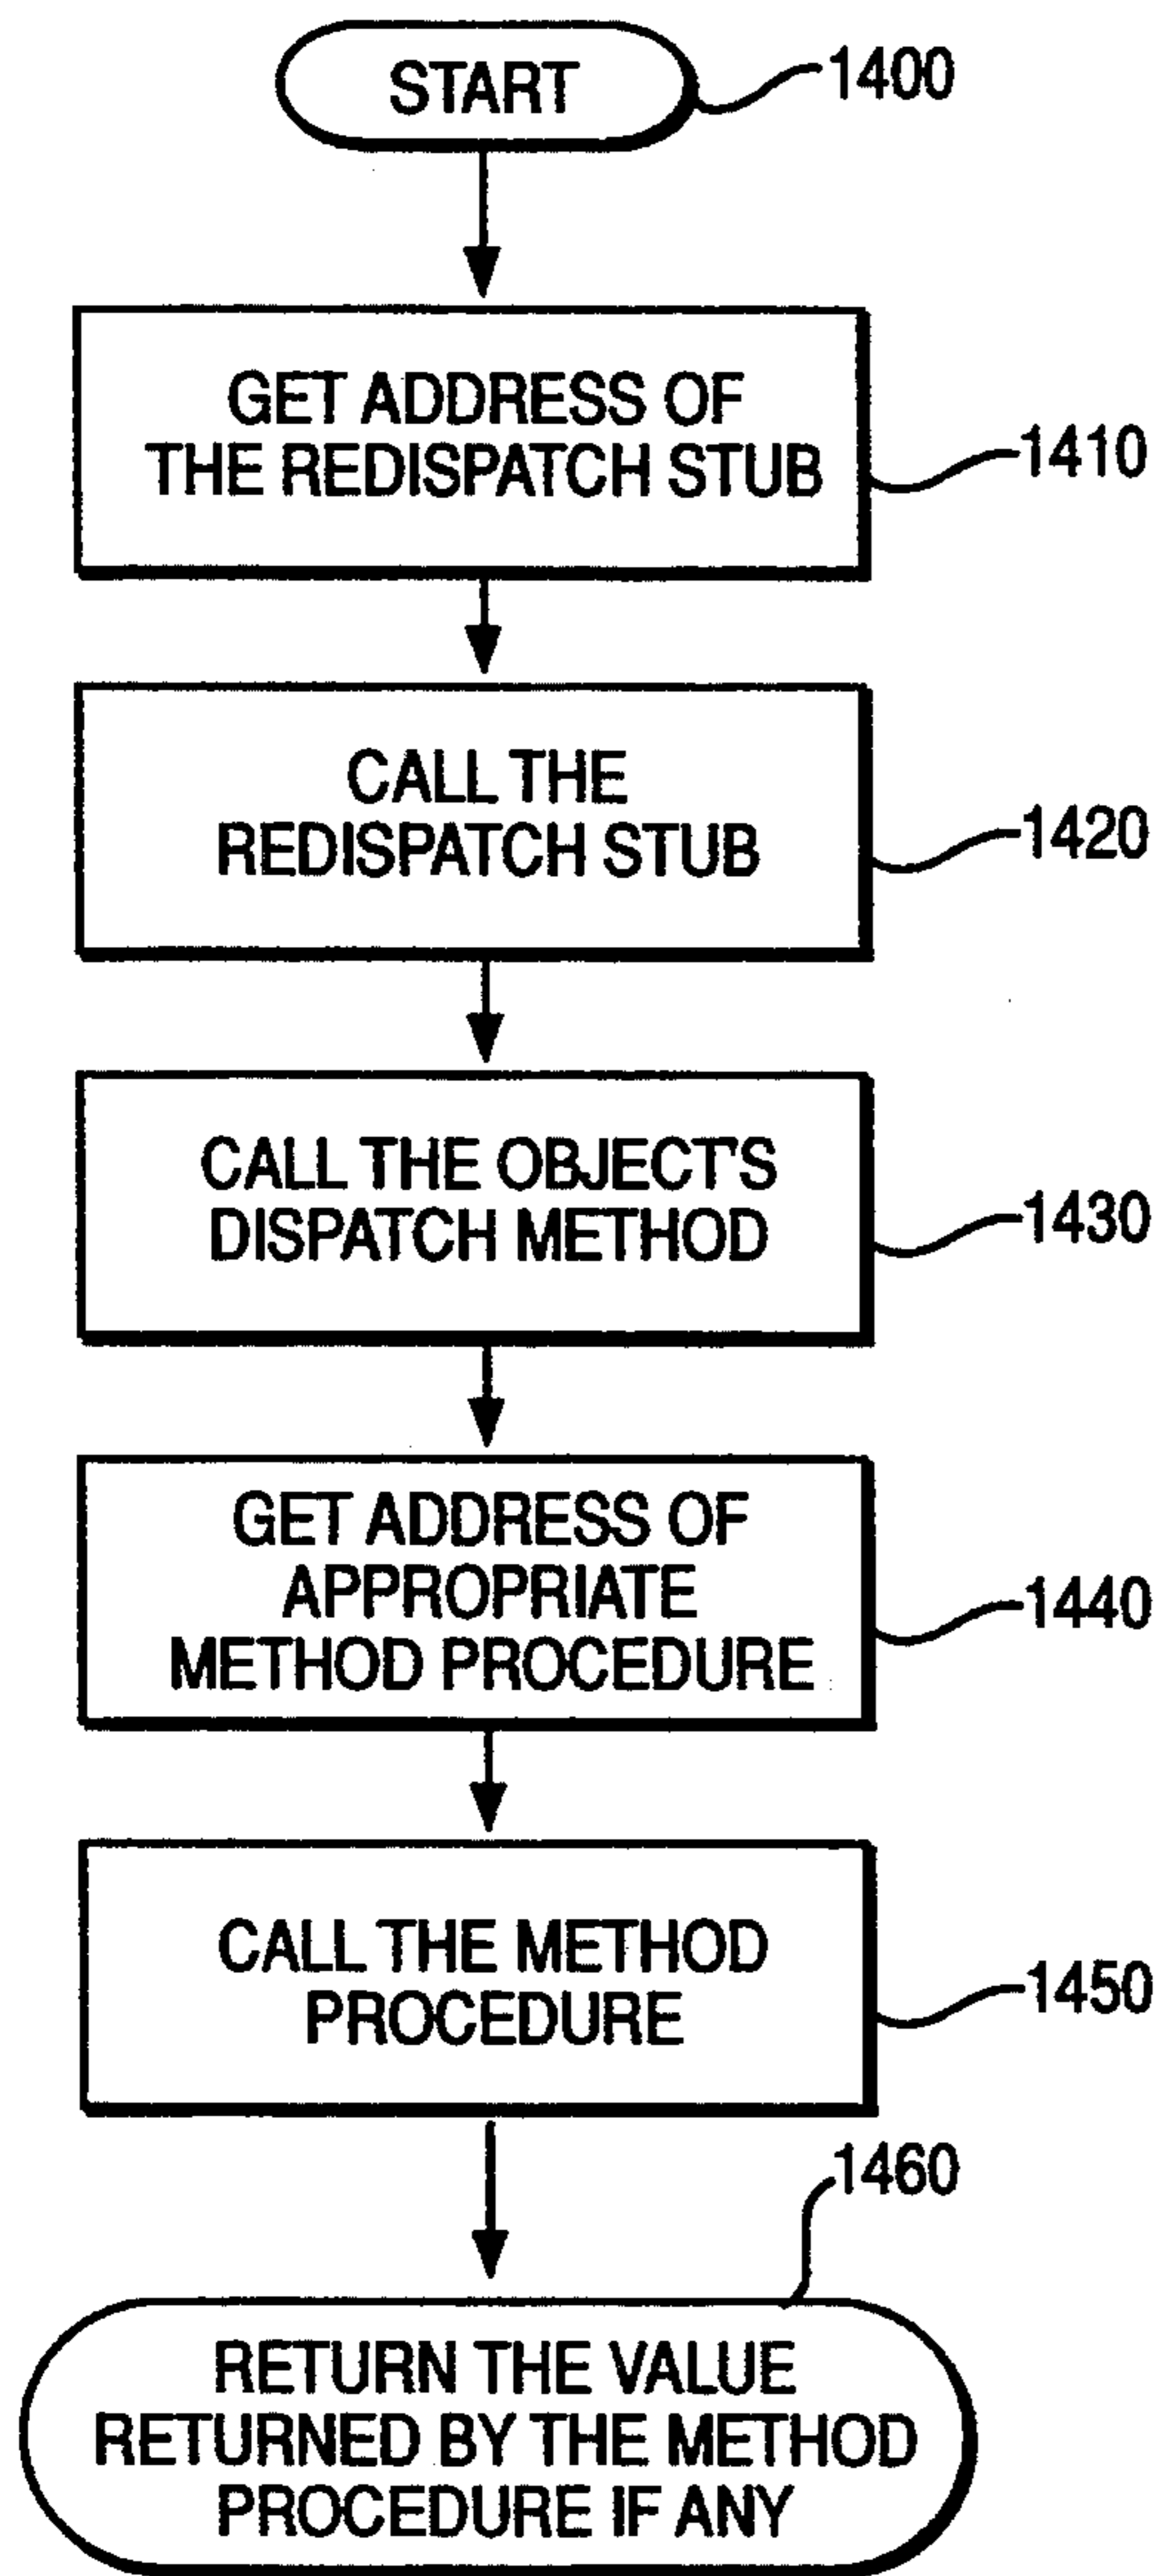 START
1400
GET ADDRESS OF
THE REDISPATCH STUB
1410
CALL THE
REDISPATCH STUB
1420
CALL THE OBJECT'S
DISPATCH METHOD
1430
GET ADDRESS OF
APPROPRIATE
METHOD PROCEDURE
1440
CALL THE METHOD
PROCEDURE
1450
1460
RETURN THE VALUE
RETURNED BY THE METHOD
PROCEDURE IF ANY